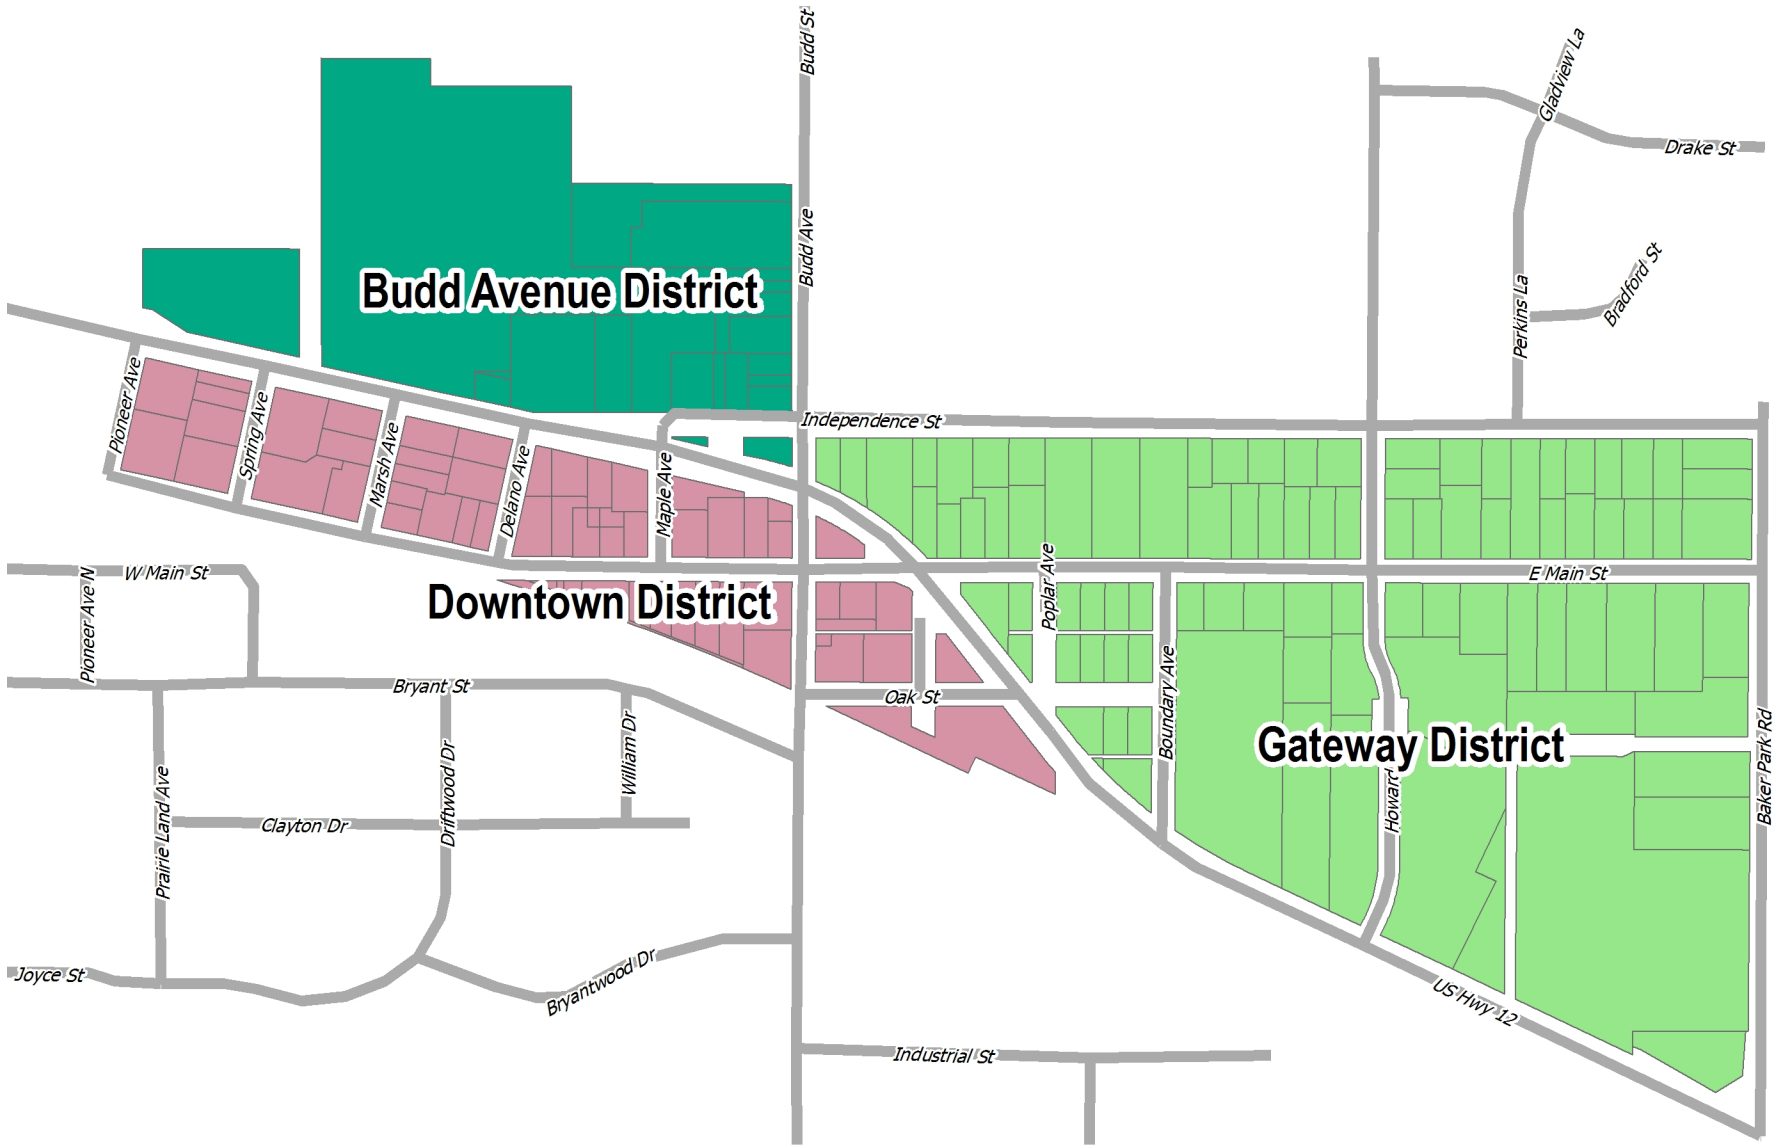 Budd St
Gladview La
Drake St
Budd Ave
Bradford St
Perkins La
Budd Avenue District
Pioneer Ave
Spring Ave
Marsh Ave
Delano Ave
Maple Ave
Independence St
W Main St
Pioneer Ave N
Downtown District
Poplar Ave
E Main St
Bryant St
Oak St
Boundary Ave
William Dr
Driftwood Dr
Prairie Land Ave
Gateway District
Howard
Baker Park Rd
Clayton Dr
Joyce St
Bryantwood Dr
US Hwy 12
Industrial St